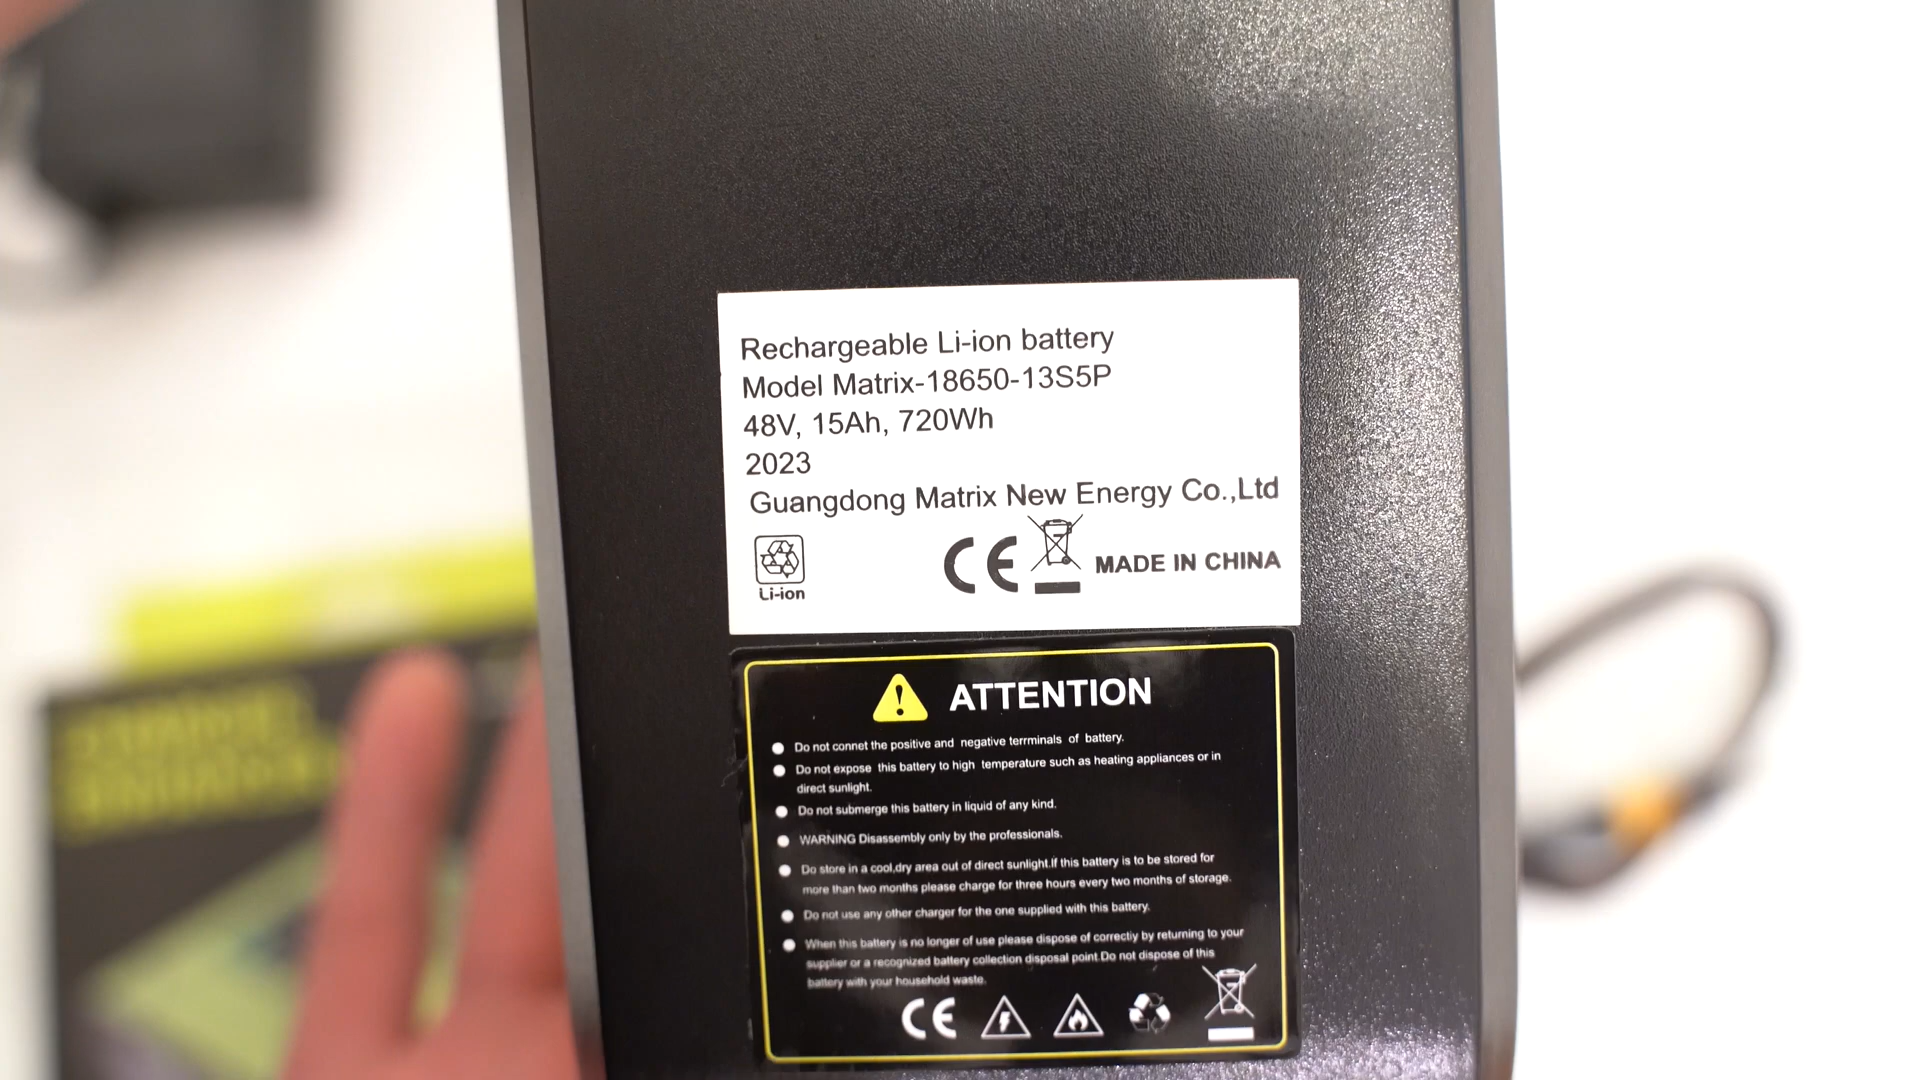 Rechargeable Li-ion battery
Model Matrix-18650-13S5P
48V, 15Ah, 720Wh
2023
Guangdong Matrix New Energy Co.,Ltd
Li-ion
CE
MADE IN CHINA
ATTENTION
Do not connet the positive and negative terrminals of battery.
Do not expose this battery to high temperature such as heating appliances or in
direct sunlight.
Do not submerge this battery in liquid of any kind.
WARNING Disassembly only by the professionals.
Do store in a cool,dry area out of direct sunlight.If this battery is to be stored for
more than two months please charge for three hours every two months of storage.
Do not use any other charger for the one supplied with this battery.
When this battery is no longer of use please dispose of correctiy by returning to your
supplier or a recognized battery collection disposal point.Do not dispose of this
battery with your household waste.
CE